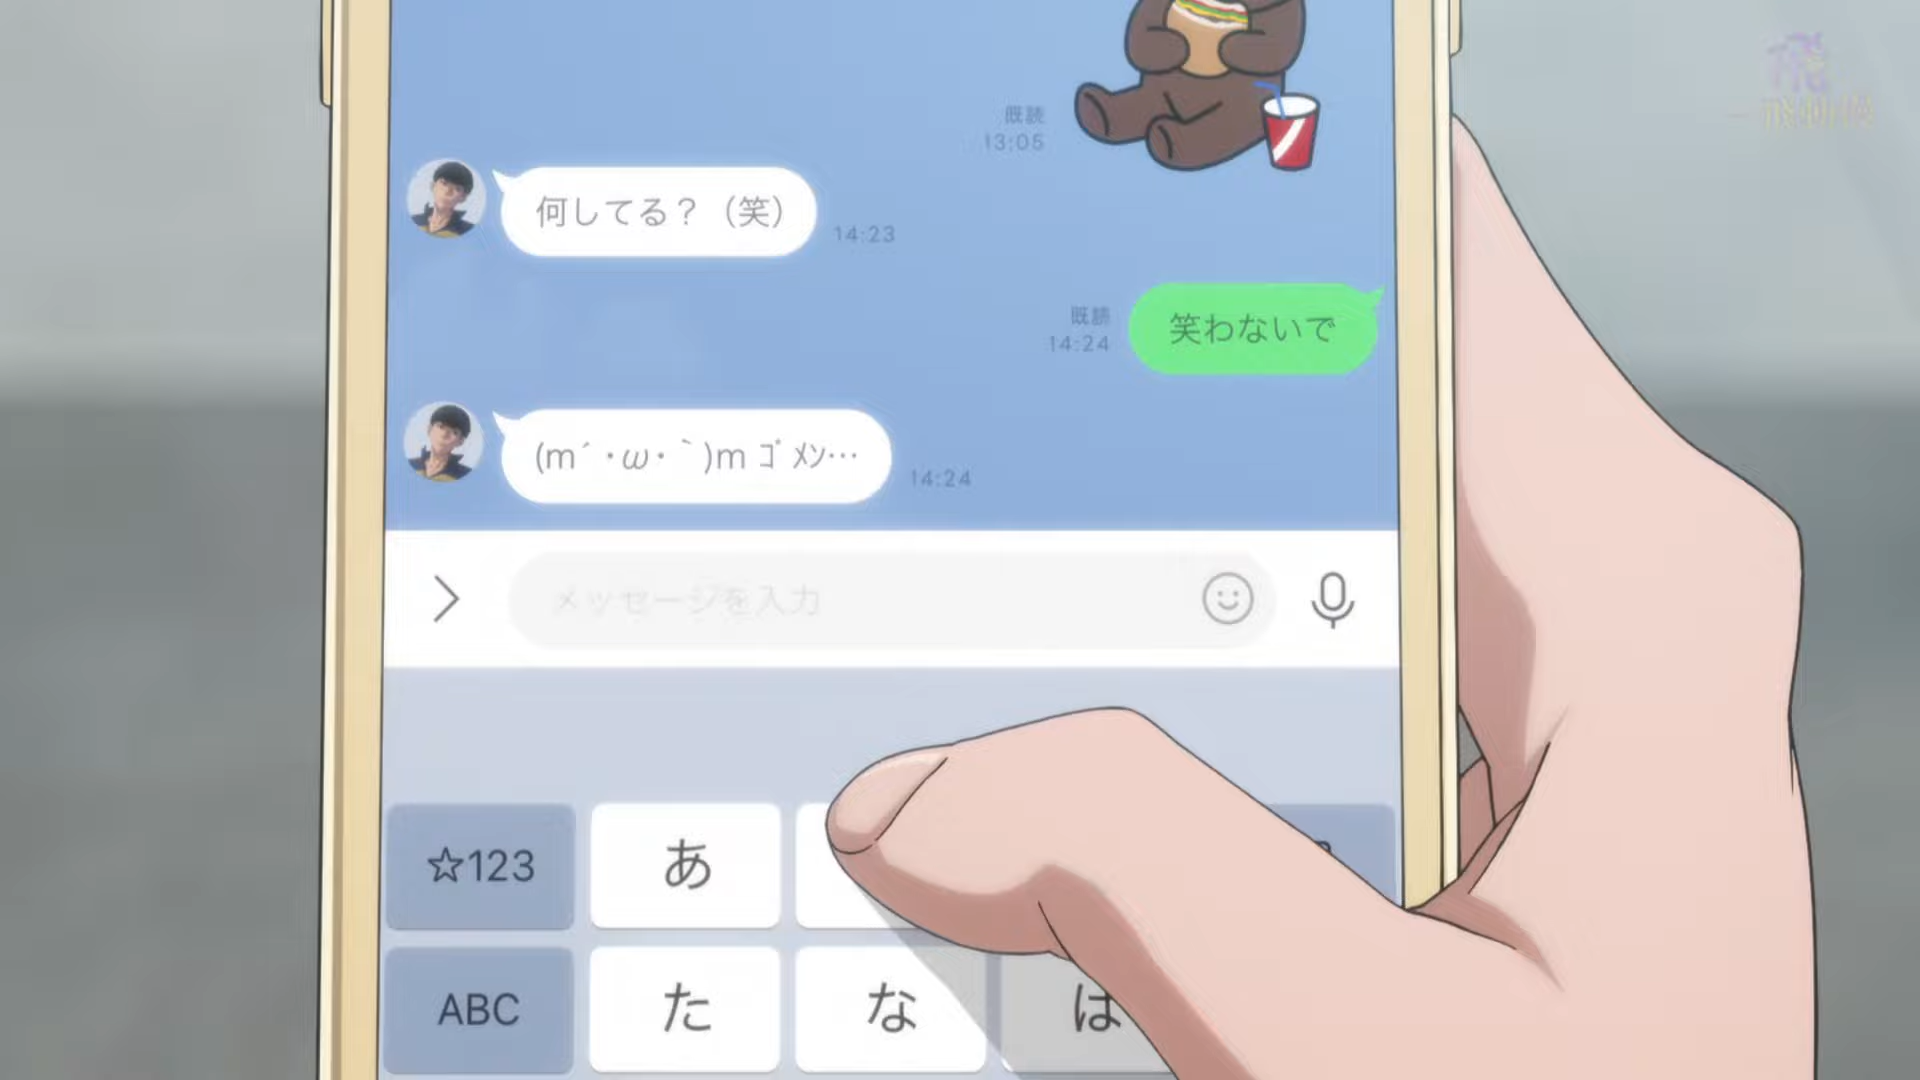 既読
13:05
何してる？（笑）
14:23
既読
14:24
笑わないで
(m´・ω・｀)m ｺﾞﾒﾝ…
14:24
メッセージを入力
☆123
あ
ABC
た
な
は